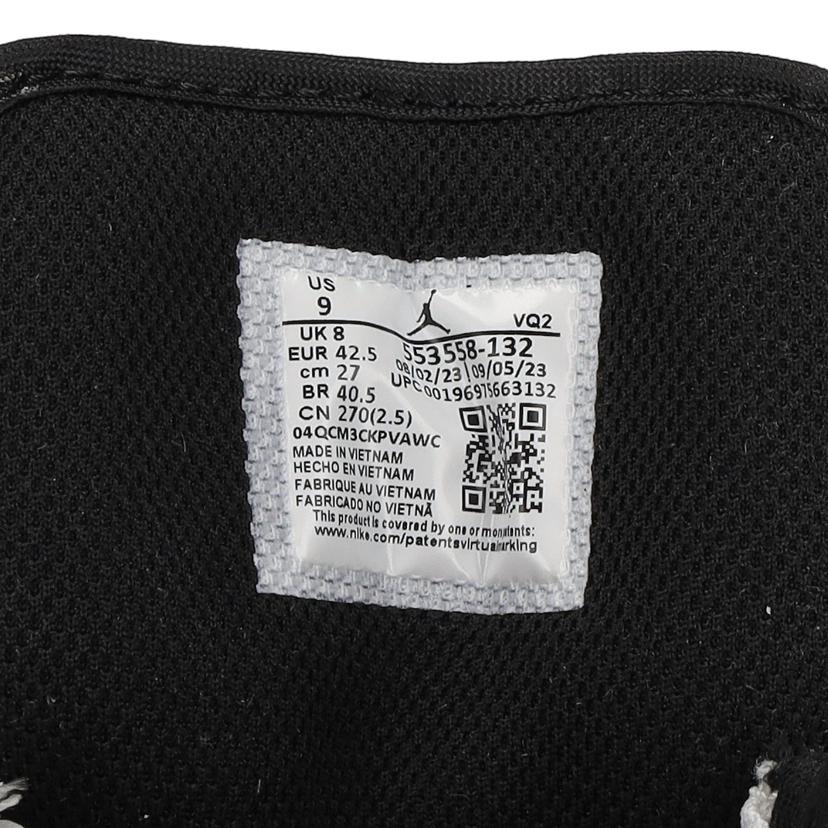 US
9
VQ2
UK 8
EUR 42.5
cm 27
BR 40.5
CN 270(2.5)
553558-132
08/02/23 09/05/23
UPC 00196975663132
04QCM3CKPVAWC
MADE IN VIETNAM
HECHO EN VIETNAM
FABRIQUE AU VIETNAM
FABRICADO NO VIETNÃ
This product is covered by one or more patents:
www.nike.com/patentsvirtualmarking